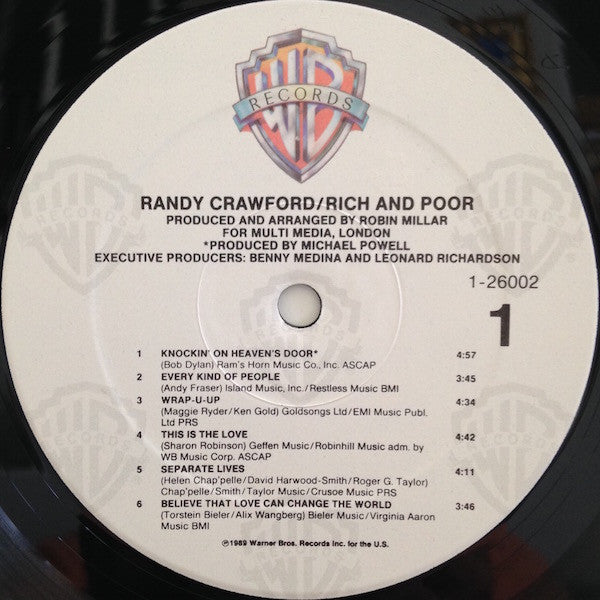 WB
RECORDS
RANDY CRAWFORD/RICH AND POOR
PRODUCED AND ARRANGED BY ROBIN MILLAR
FOR MULTI MEDIA, LONDON
*PRODUCED BY MICHAEL POWELL
EXECUTIVE PRODUCERS: BENNY MEDINA AND LEONARD RICHARDSON
1-26002
1
1 KNOCKIN' ON HEAVEN'S DOOR* 4:57
(Bob Dylan) Ram's Horn Music Co., Inc. ASCAP
2 EVERY KIND OF PEOPLE 3:45
(Andy Fraser) Island Music, Inc./Restless Music BMI
3 WRAP-U-UP 4:34
(Maggie Ryder/Ken Gold) Goldsongs Ltd/EMI Music Publ.
Ltd PRS
4 THIS IS THE LOVE 4:42
(Sharon Robinson) Geffen Music/Robinhill Music adm. by
WB Music Corp. ASCAP
5 SEPARATE LIVES 4:11
(Helen Chap'pelle/David Harwood-Smith/Roger G. Taylor)
Chap'pelle/Smith/Taylor Music/Crusoe Music PRS
6 BELIEVE THAT LOVE CAN CHANGE THE WORLD 3:46
(Torstein Bieler/Alix Wangberg) Bieler Music/Virginia Aaron
Music BMI
℗1989 Warner Bros. Records Inc. for the U.S.